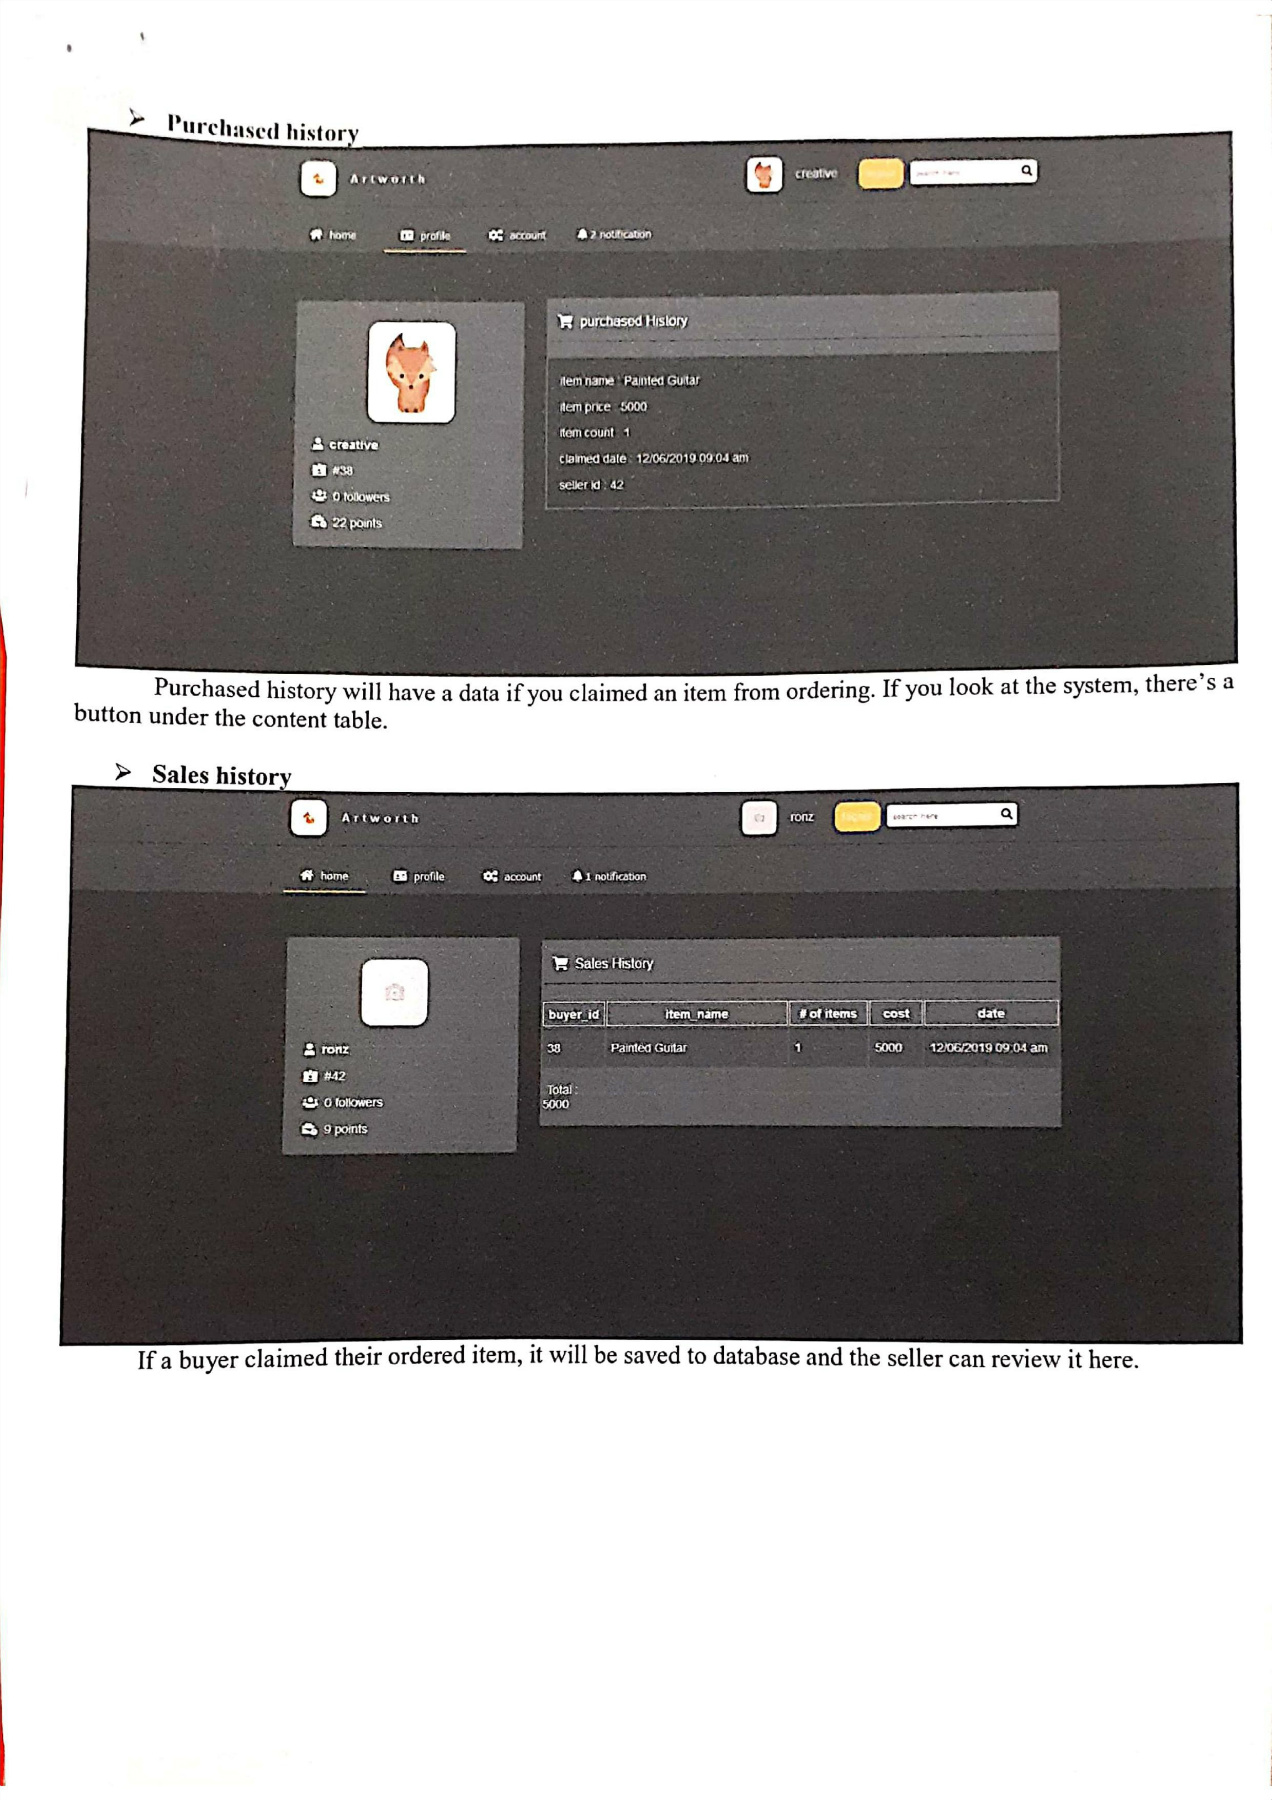 ➤ Purchased history
Artworth
creative
search here
home
profile
account
2 notification
purchased History
item name : Painted Guitar
item price : 5000
item count : 1
claimed date : 12/06/2019 09:04 am
seller id : 42
creative
#38
0 followers
22 points
Purchased history will have a data if you claimed an item from ordering. If you look at the system, there's a
button under the content table.
➤ Sales history
Artworth
ronz
search here
home
profile
account
1 notification
Sales History
buyer_id item_name # of items cost date
38 Painted Guitar 1 5000 12/06/2019 09:04 am
Total :
5000
ronz
#42
0 followers
9 points
If a buyer claimed their ordered item, it will be saved to database and the seller can review it here.